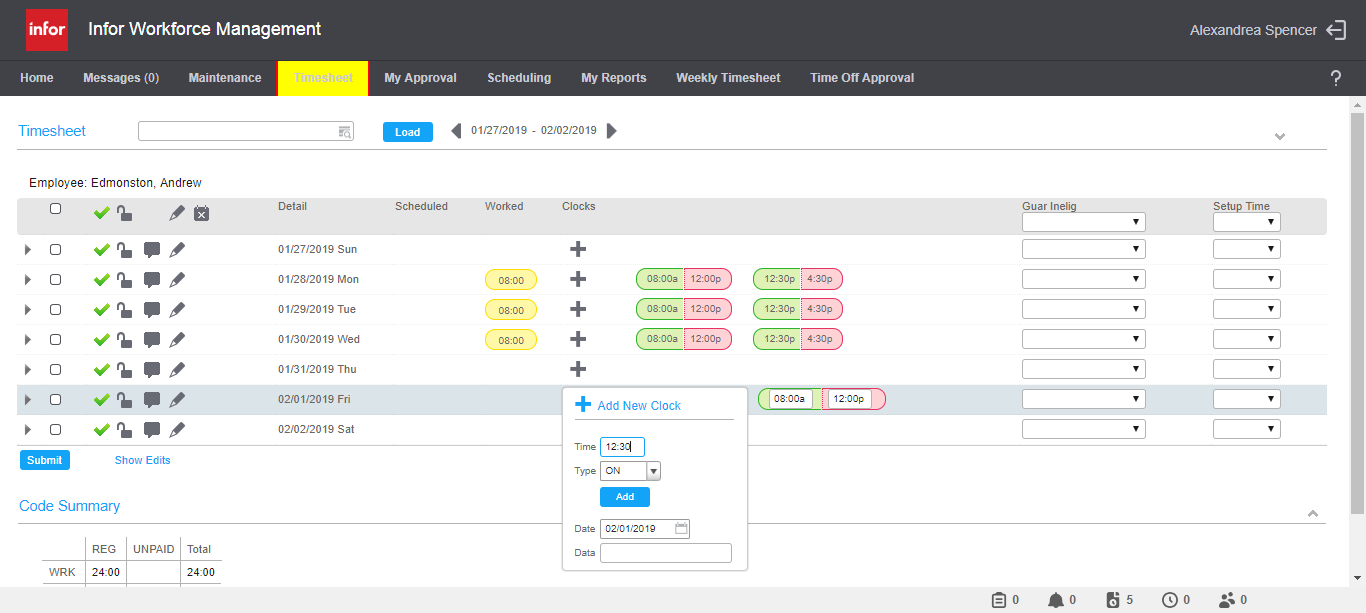 infor Infor Workforce Management Alexandrea Spencer
Home Messages (0) Maintenance Timesheet My Approval Scheduling My Reports Weekly Timesheet Time Off Approval ?
Timesheet Load 01/27/2019 - 02/02/2019
Employee: Edmonston, Andrew
Detail Scheduled Worked Clocks Guar Inelig Setup Time
01/27/2019 Sun
01/28/2019 Mon 08:00 08:00a 12:00p 12:30p 4:30p
01/29/2019 Tue 08:00 08:00a 12:00p 12:30p 4:30p
01/30/2019 Wed 08:00 08:00a 12:00p 12:30p 4:30p
01/31/2019 Thu
02/01/2019 Fri 08:00a 12:00p
02/02/2019 Sat
Add New Clock
Time 12:30
Type ON
Add
Date 02/01/2019
Data
Submit Show Edits
Code Summary
REG UNPAID Total
WRK 24:00 24:00
0 0 5 0 0